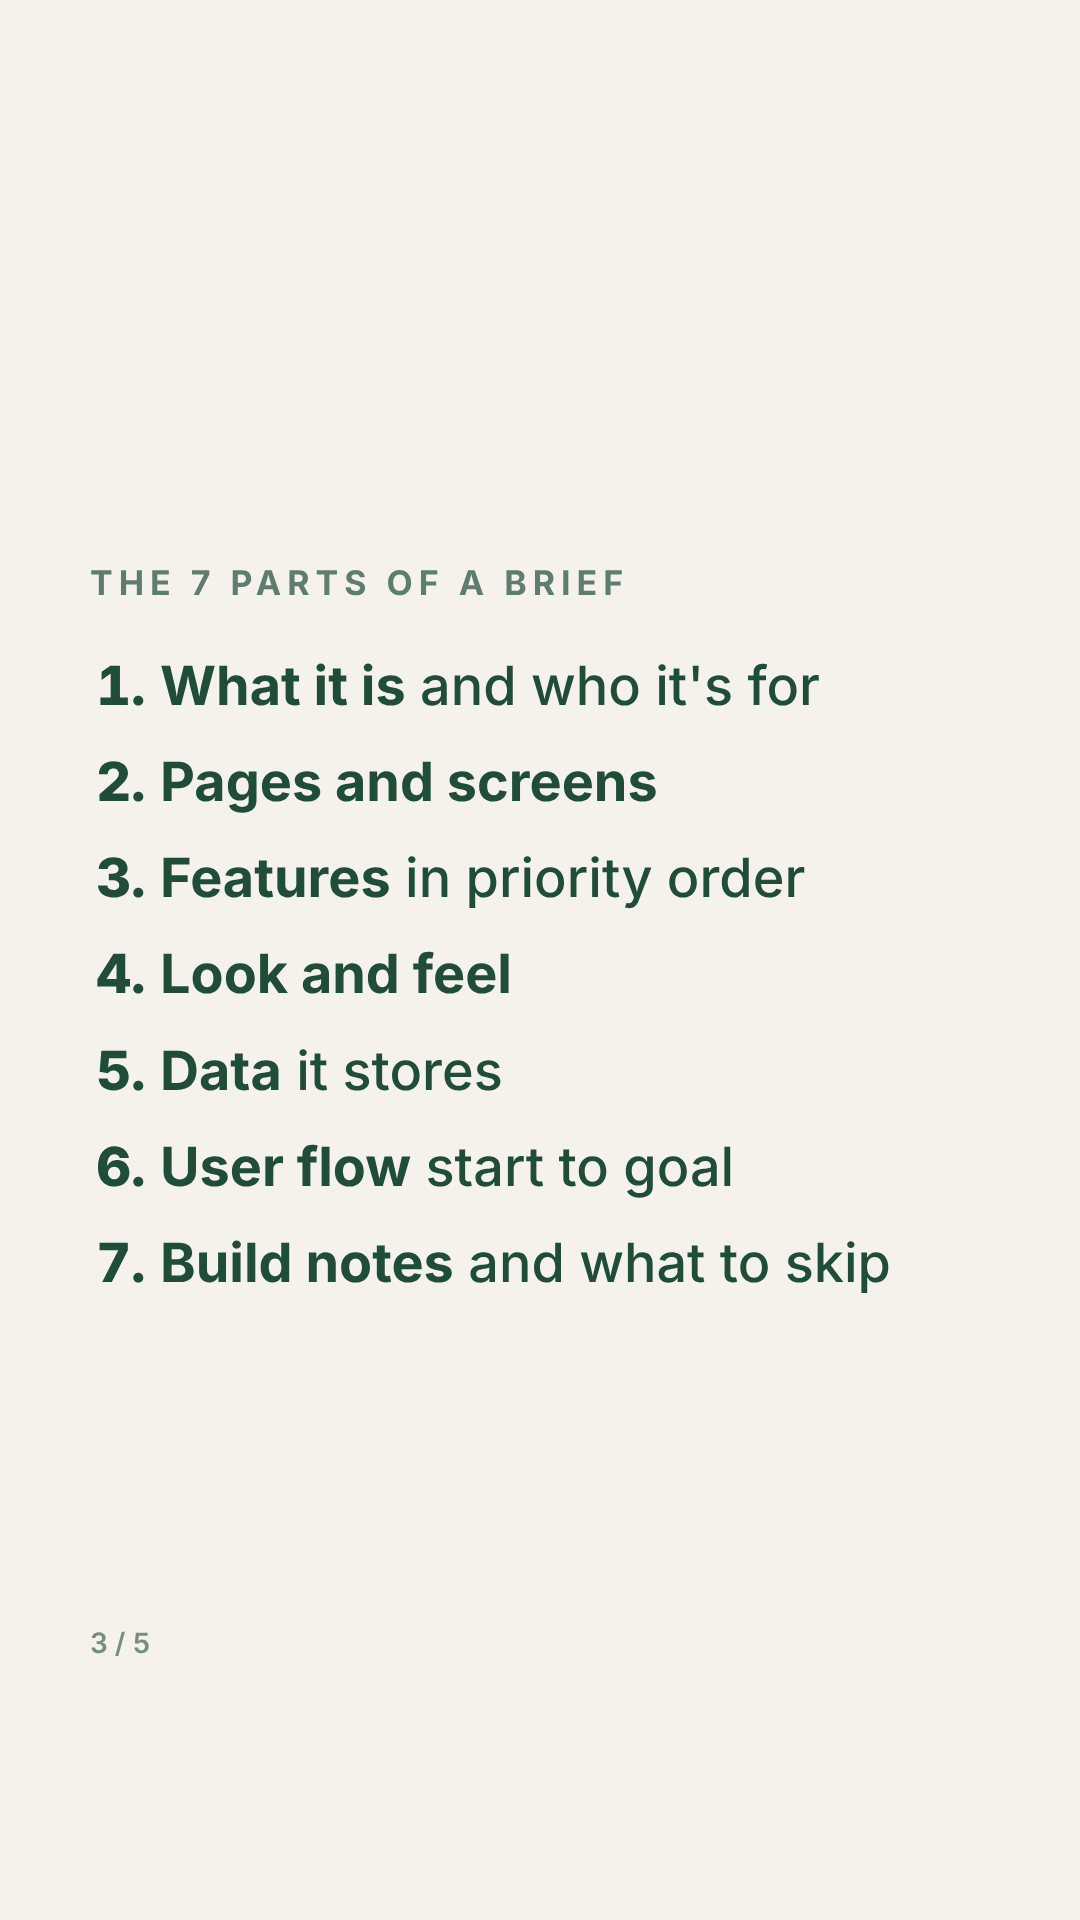 THE 7 PARTS OF A BRIEF
1. What it is and who it's for
2. Pages and screens
3. Features in priority order
4. Look and feel
5. Data it stores
6. User flow start to goal
7. Build notes and what to skip
3 / 5